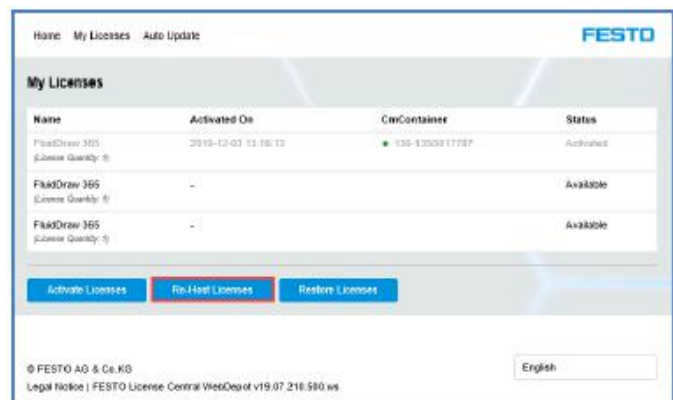 Home My Licenses Auto Update FESTO
My Licenses
Name Activated On CmContainer Status
FluidDraw 365 2019-12-03 13:16:13 Activated
(License Quantity: 1)
FluidDraw 365 - Available
(License Quantity: 1)
FluidDraw 365 - Available
(License Quantity: 1)
Activate Licenses Re-Host Licenses Restore Licenses
© FESTO AG & Co.KG English
Legal Notice | FESTO License Central WebDepot v19.07.210.500.ws